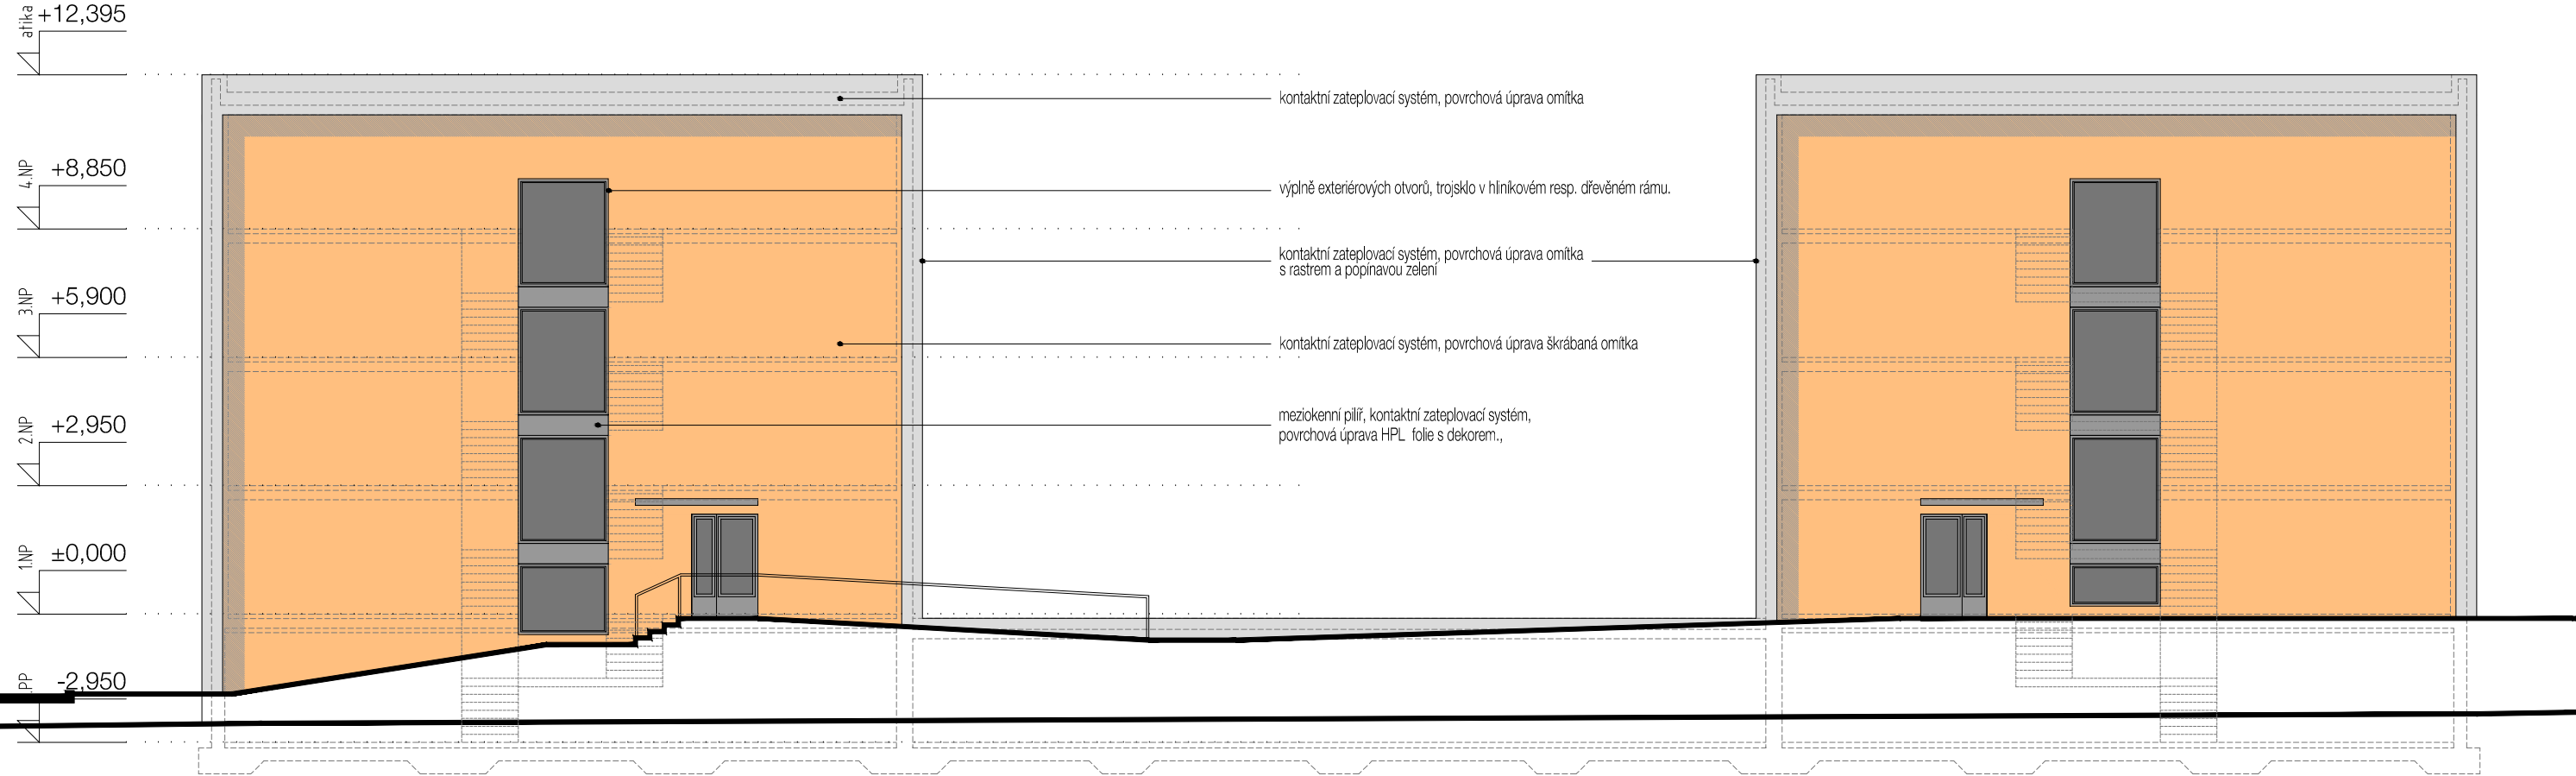 atika +12,395
kontaktní zateplovací systém, povrchová úprava omítka
4.NP +8,850
výplně exteriérových otvorů, trojsklo v hliníkovém resp. dřevěném rámu.
kontaktní zateplovací systém, povrchová úprava omítka
s rastrem a popínavou zelení
3.NP +5,900
kontaktní zateplovací systém, povrchová úprava škrábaná omítka
2.NP +2,950
meziokenní pilíř, kontaktní zateplovací systém,
povrchová úprava HPL folie s dekorem.,
1.NP ±0,000
PP -2,950